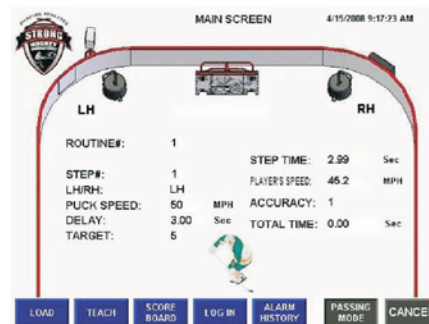 STRONG
HOCKEY
MAIN SCREEN
4/15/2008 9:17:23 AM
LH
RH
ROUTINE#: 1
STEP#: 1
LH/RH: LH
PUCK SPEED: 50 MPH
DELAY: 3.00 Sec
TARGET: 5
STEP TIME: 2.99 Sec
PLAYER'S SPEED: 45.2 MPH
ACCURACY: 1
TOTAL TIME: 0.00 Sec
LOAD
TEACH
SCORE BOARD
LOG IN
ALARM HISTORY
PASSING MODE
CANCE